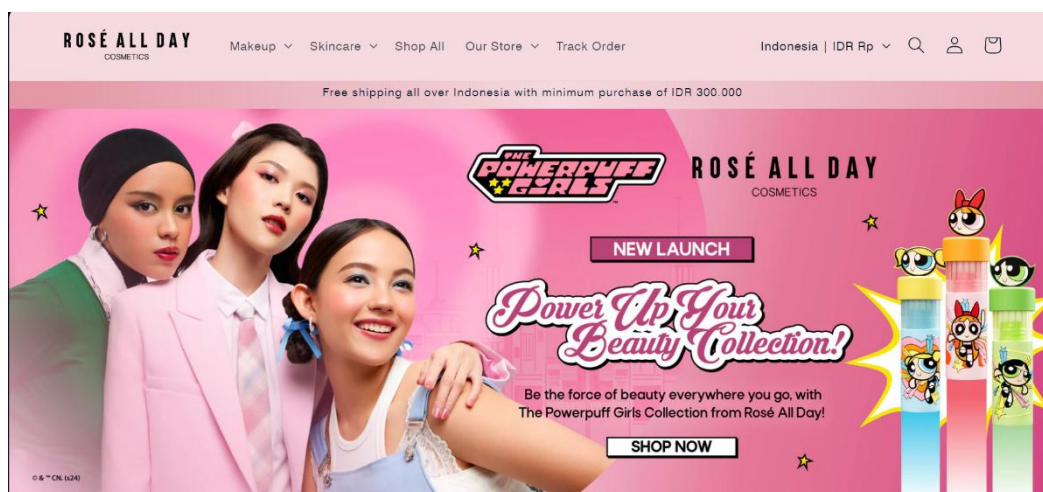 ROSÉ ALL DAY
COSMETICS
Makeup
Skincare
Shop All
Our Store
Track Order
Indonesia | IDR Rp
Free shipping all over Indonesia with minimum purchase of IDR 300.000
THE
POWERPUFF
GIRLS
ROSÉ ALL DAY
COSMETICS
NEW LAUNCH
Power Up Your
Beauty Collection!
Be the force of beauty everywhere you go, with
The Powerpuff Girls Collection from Rosé All Day!
SHOP NOW
© & ™ CN. (s24)